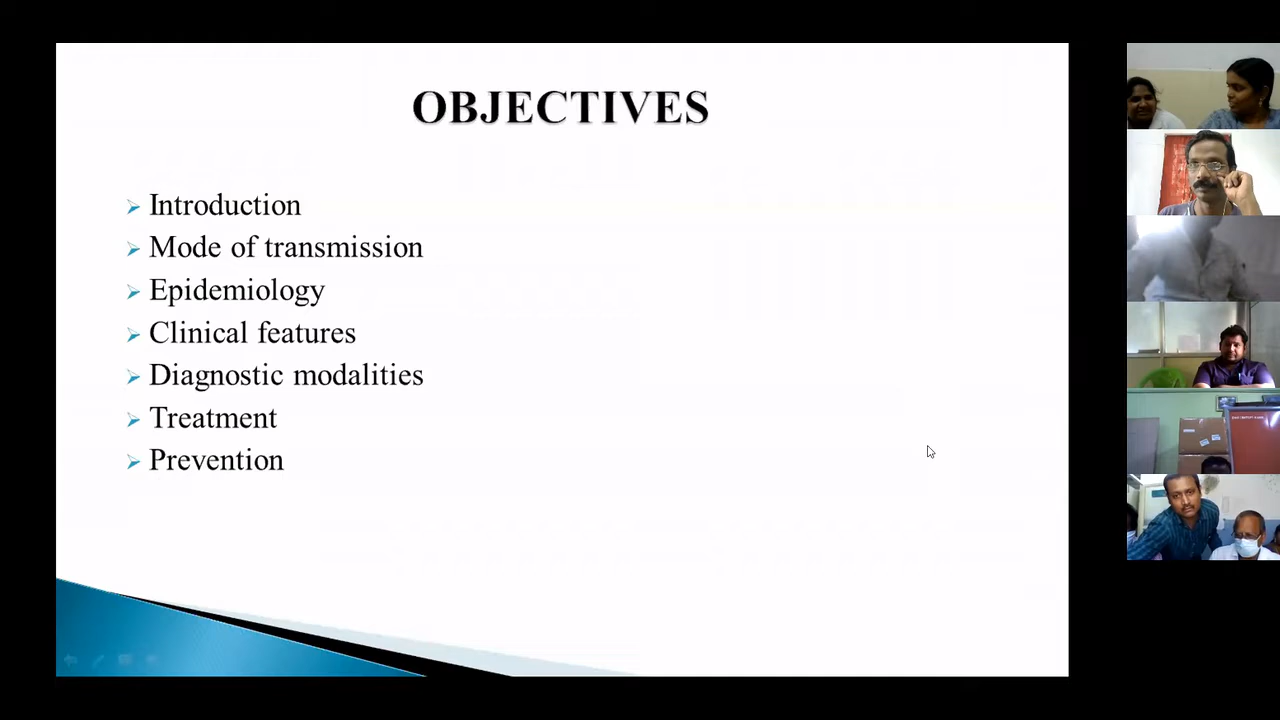 OBJECTIVES
Introduction
Mode of transmission
Epidemiology
Clinical features
Diagnostic modalities
Treatment
Prevention